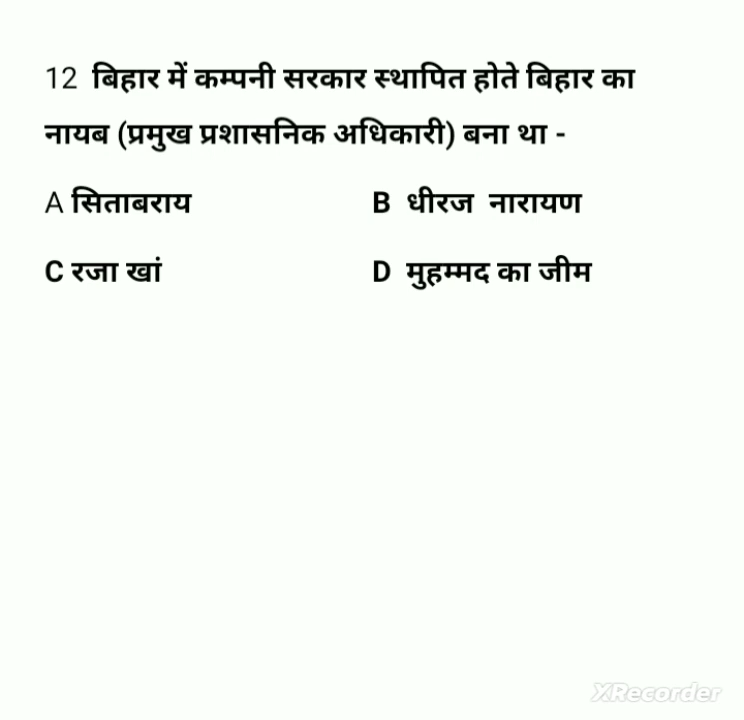 12 बिहार में कम्पनी सरकार स्थापित होते बिहार का
नायब (प्रमुख प्रशासनिक अधिकारी) बना था -
A सिताबराय B धीरज नारायण
C रजा खां D मुहम्मद का जीम
XRecorder